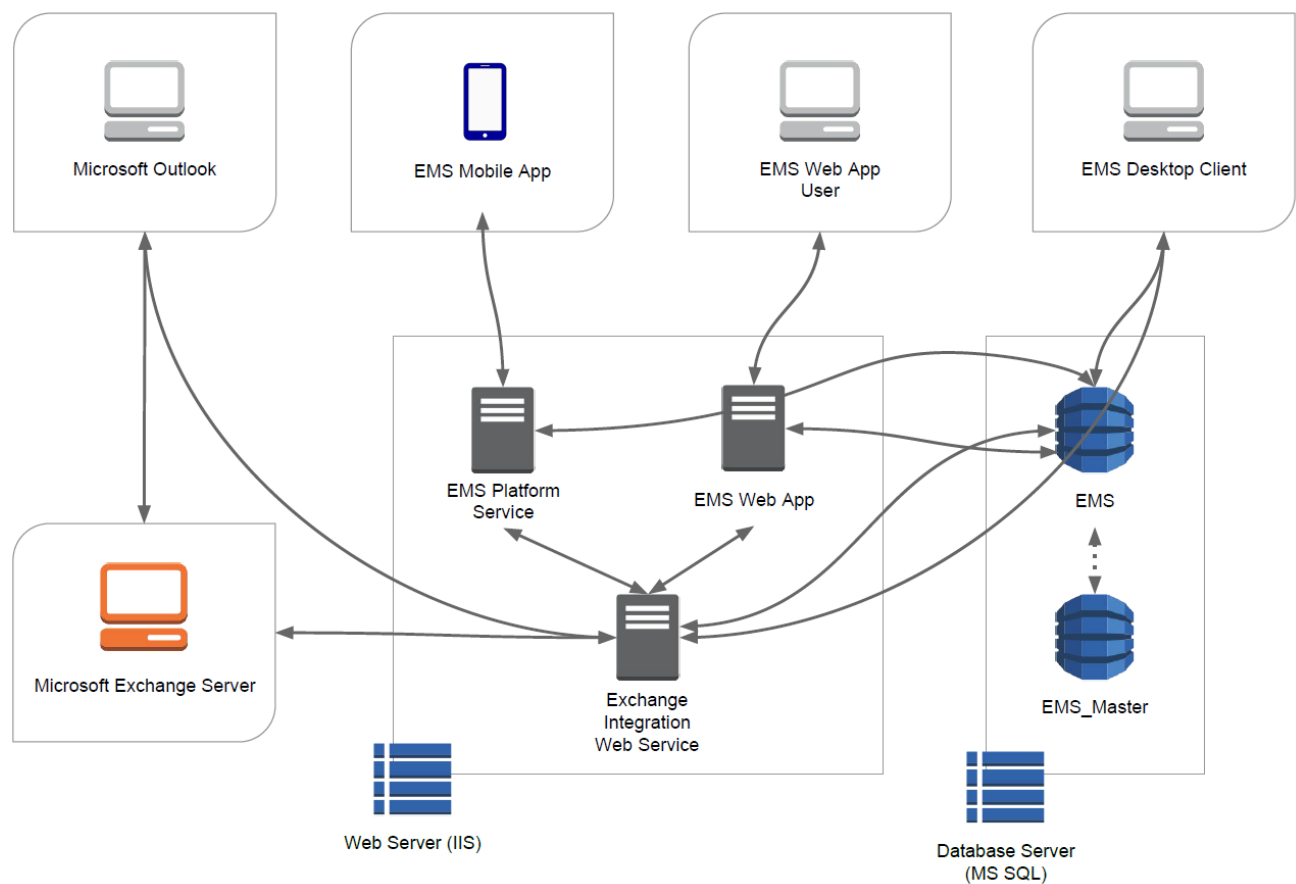 Microsoft Outlook
EMS Mobile App
EMS Web App
User
EMS Desktop Client
EMS Platform
Service
EMS Web App
EMS
Microsoft Exchange Server
Exchange
Integration
Web Service
EMS_Master
Web Server (IIS)
Database Server
(MS SQL)